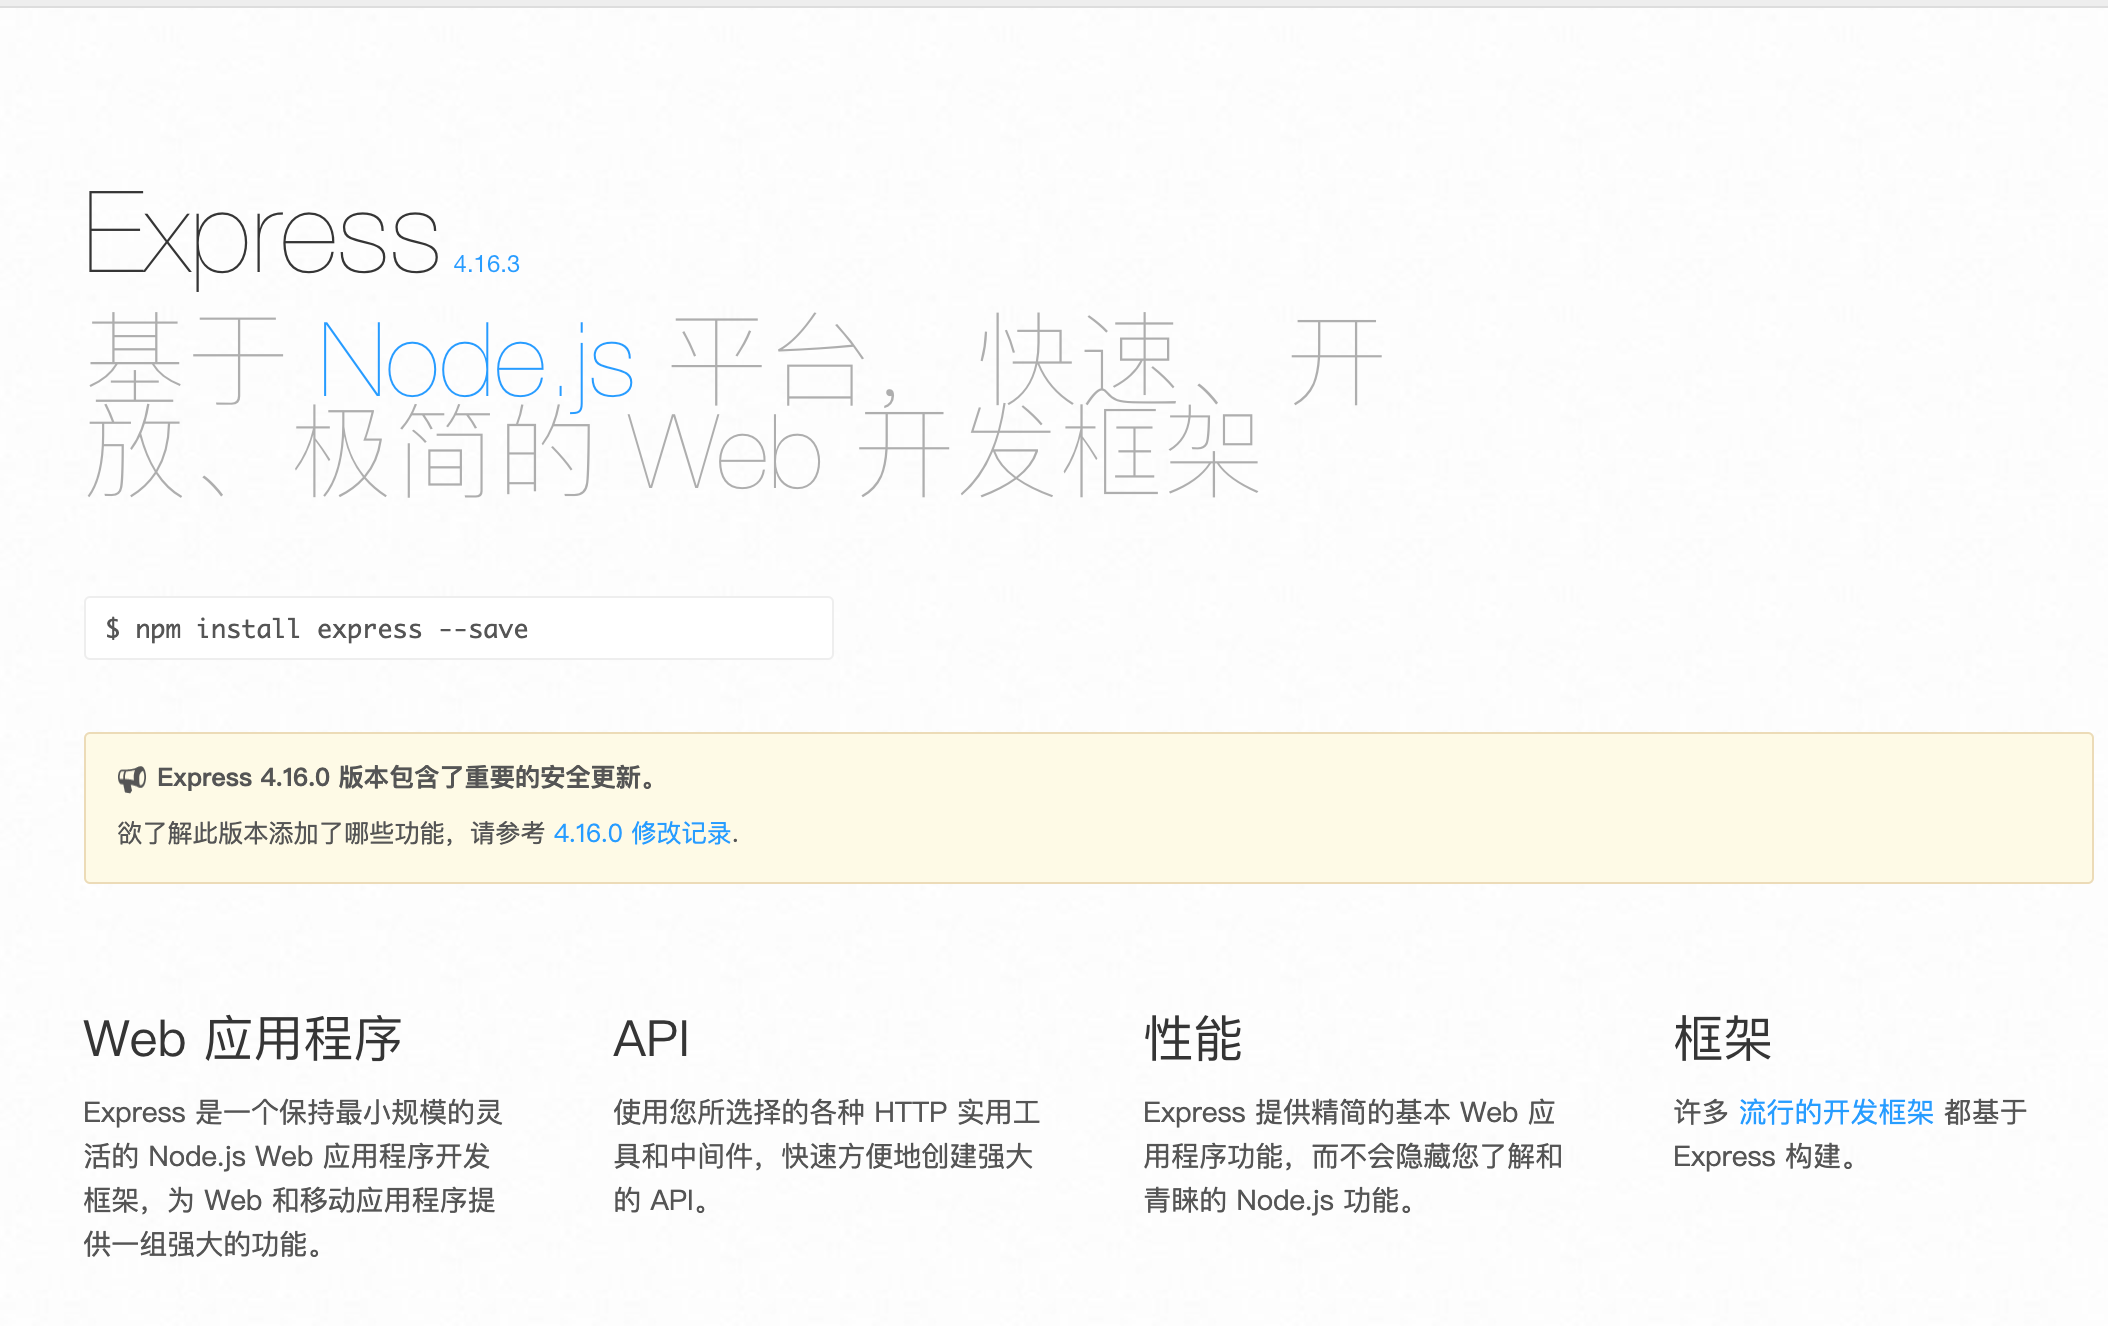 Express 4.16.3
基于 Node.js 平台，快速、开
放、极简的 Web 开发框架
$ npm install express --save
Express 4.16.0 版本包含了重要的安全更新。
欲了解此版本添加了哪些功能，请参考 4.16.0 修改记录.
Web 应用程序
Express 是一个保持最小规模的灵
活的 Node.js Web 应用程序开发
框架，为 Web 和移动应用程序提
供一组强大的功能。
API
使用您所选择的各种 HTTP 实用工
具和中间件，快速方便地创建强大
的 API。
性能
Express 提供精简的基本 Web 应
用程序功能，而不会隐藏您了解和
青睐的 Node.js 功能。
框架
许多 流行的开发框架 都基于
Express 构建。